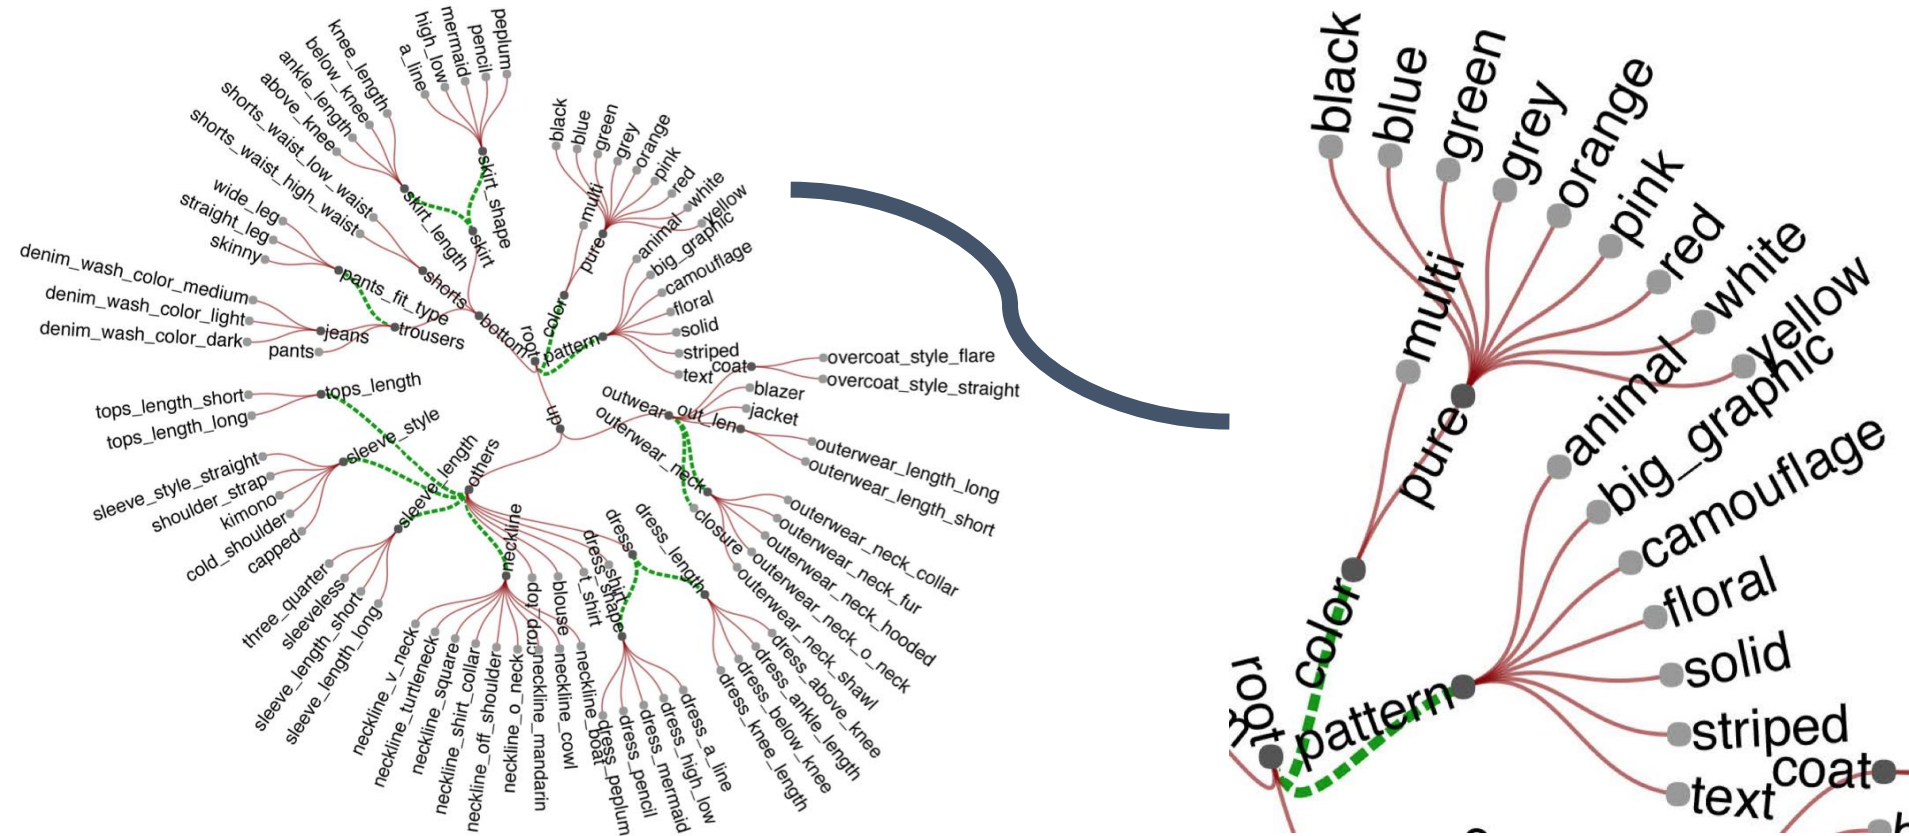 peplum
pencil
mermaid
high_low
a_line
skirt_shape
knee_length
below_knee
ankle_length
above_knee
skirt_length
skirt
shorts_waist_low_waist
shorts_waist_high_waist
shorts
wide_leg
straight_leg
skinny
pants_fit_type
denim_wash_color_medium
denim_wash_color_light
denim_wash_color_dark
jeans
pants
trousers
bottom
root
color
multi
pure
black
blue
green
grey
orange
pink
red
white
yellow
pattern
animal
big_graphic
camouflage
floral
solid
striped
text
coat
overcoat_style_flare
overcoat_style_straight
blazer
jacket
outwear
out_len
outerwear_length_long
outerwear_length_short
outerwear_neck
outerwear_neck_collar
outerwear_neck_fur
outerwear_neck_hooded
outerwear_neck_o_neck
outerwear_neck_shawl
closure
up
others
tops_length
tops_length_short
tops_length_long
sleeve_style
sleeve_style_straight
shoulder_strap
kimono
cold_shoulder
capped
sleeve_length
three_quarter
sleeveless
sleeve_length_short
sleeve_length_long
neckline
neckline_v_neck
neckline_turtleneck
neckline_square
neckline_shirt_collar
neckline_off_shoulder
neckline_o_neck
neckline_mandarin
neckline_cowl
neckline_boat
blouse
t_shirt
shirt
dress
dress_shape
dress_peplum
dress_pencil
dress_mermaid
dress_high_low
dress_a_line
dress_length
dress_above_knee
dress_ankle_length
dress_below_knee
dress_knee_length
black
blue
green
grey
orange
pink
red
white
yellow
multi
pure
animal
big_graphic
camouflage
floral
solid
striped
text
coat
color
pattern
root